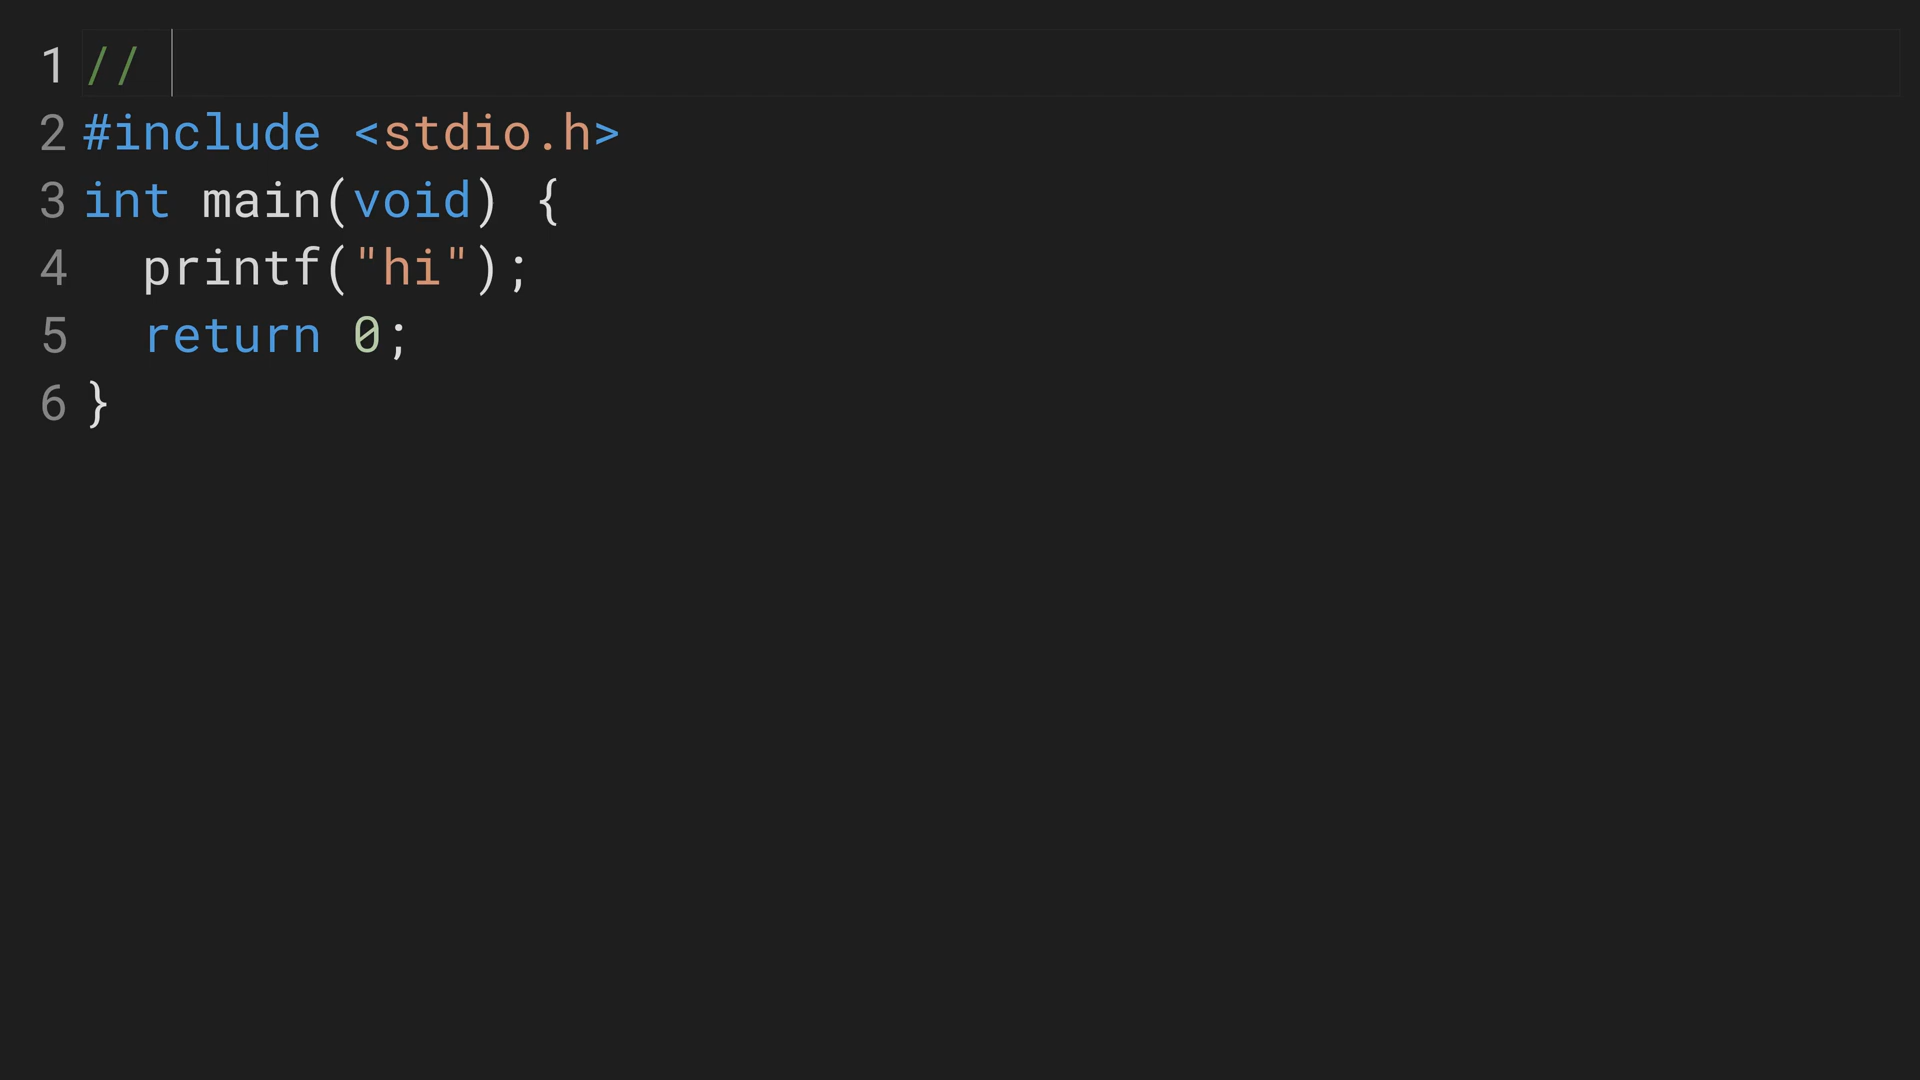 1 //
2 #include <stdio.h>
3 int main(void) {
4   printf("hi");
5   return 0;
6 }